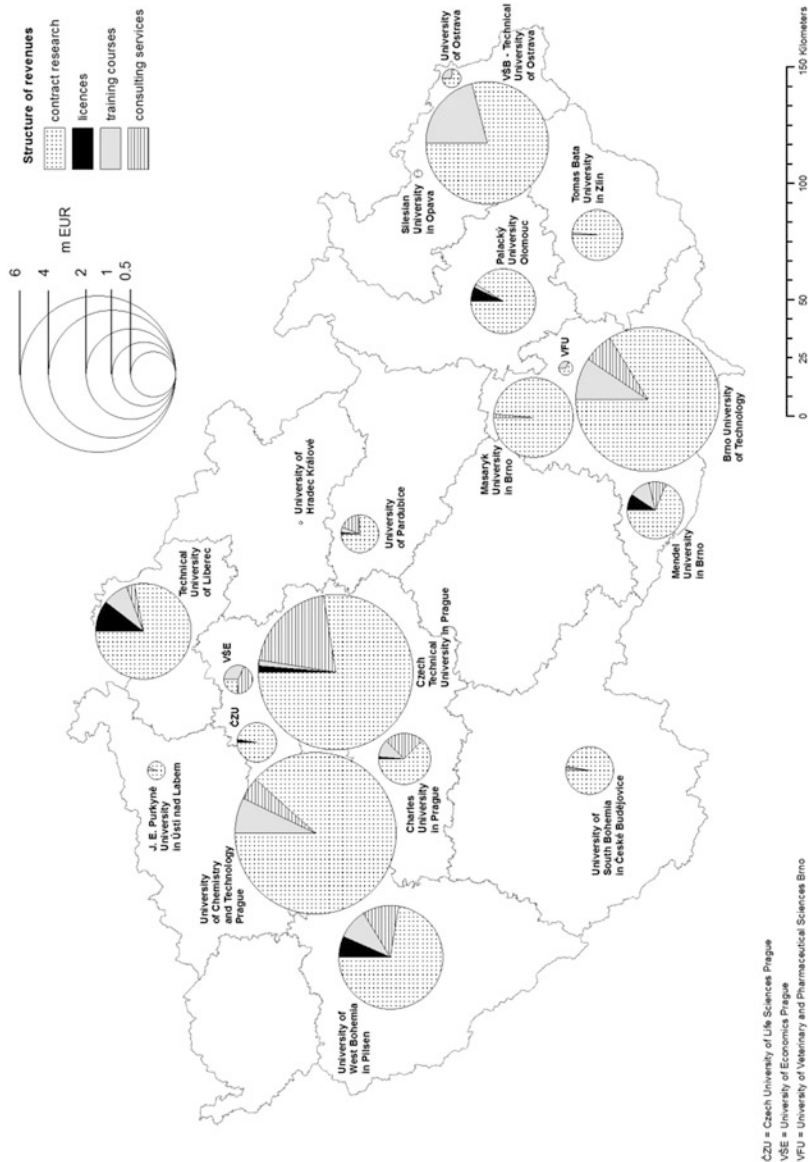 Structure of revenues
contract research
licences
training courses
consulting services
m EUR
6
4
2
1
0.5
J. E. Purkyně
University
in Ústí nad Labem
Technical
University
of Liberec
University of
Hradec Králové
University
of Chemistry
and Technology
Prague
ČZU
VŠE
University
of Pardubice
Czech
Technical
University in Prague
Charles
University
in Prague
University of
West Bohemia
in Pilsen
University of
South Bohemia
in České Budějovice
Silesian
University
in Opava
University
of Ostrava
VŠB - Technical
University
of Ostrava
Palacký
University
Olomouc
Tomas Bata
University
in Zlín
Masaryk
University
in Brno
VFU
Brno University
of Technology
Mendel
University
in Brno
0 25 50 100 150 Kilometers
ČZU = Czech University of Life Sciences Prague
VŠE = University of Economics Prague
VFU = University of Veterinary and Pharmaceutical Sciences Brno